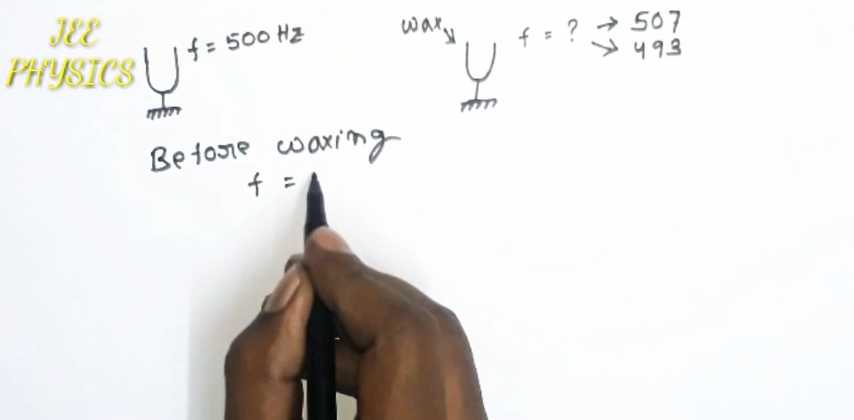 JEE
PHYSICS
f = 500 Hz
wax
f = ? → 507
↘ 493
Before waxing
f =